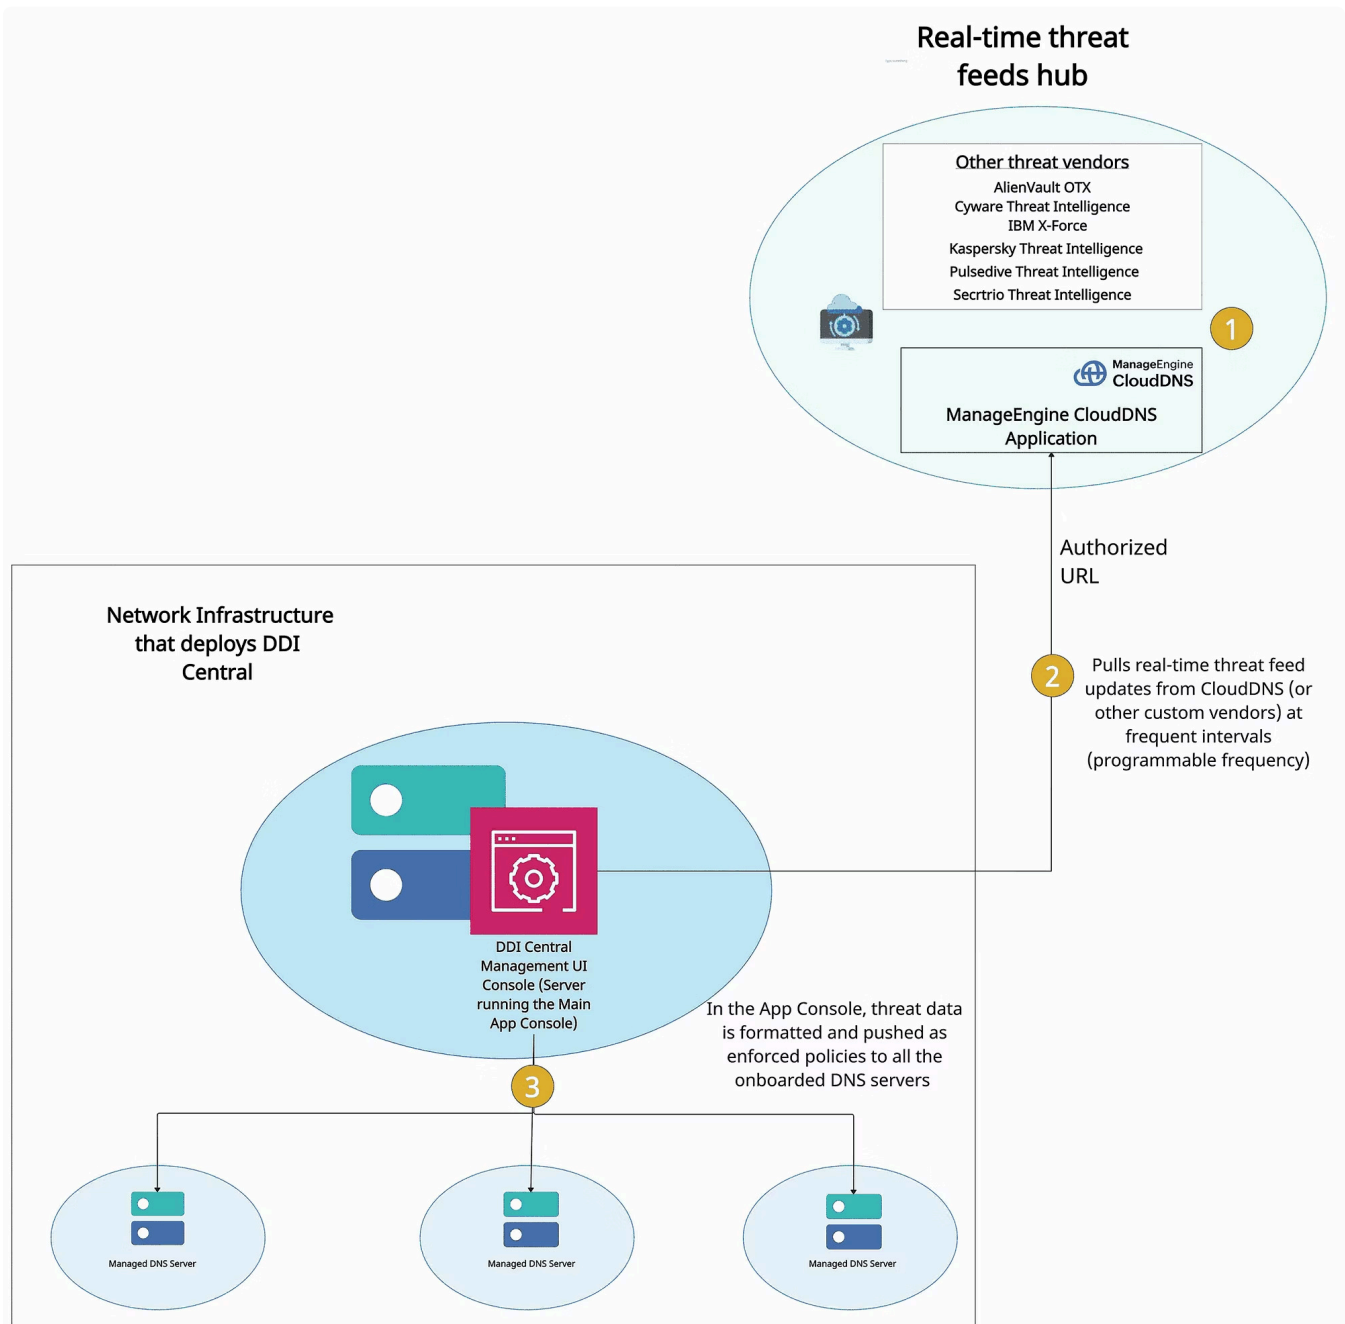 Real-time threat
feeds hub
Other threat vendors
AlienVault OTX
Cyware Threat Intelligence
IBM X-Force
Kaspersky Threat Intelligence
Pulsedive Threat Intelligence
Secrtrio Threat Intelligence
1
ManageEngine
CloudDNS
ManageEngine CloudDNS
Application
Authorized
URL
Network Infrastructure
that deploys DDI
Central
2
Pulls real-time threat feed
updates from CloudDNS (or
other custom vendors) at
frequent intervals
(programmable frequency)
DDI Central
Management UI
Console (Server
running the Main
App Console)
In the App Console, threat data
is formatted and pushed as
enforced policies to all the
onboarded DNS servers
3
Managed DNS Server
Managed DNS Server
Managed DNS Server